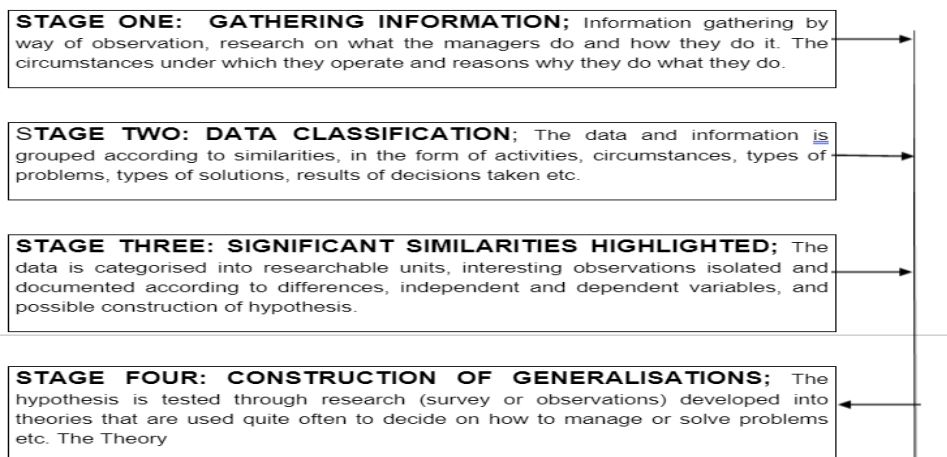 STAGE ONE: GATHERING INFORMATION; Information gathering by
way of observation, research on what the managers do and how they do it. The
circumstances under which they operate and reasons why they do what they do.
STAGE TWO: DATA CLASSIFICATION; The data and information is
grouped according to similarities, in the form of activities, circumstances, types of
problems, types of solutions, results of decisions taken etc.
STAGE THREE: SIGNIFICANT SIMILARITIES HIGHLIGHTED; The
data is categorised into researchable units, interesting observations isolated and
documented according to differences, independent and dependent variables, and
possible construction of hypothesis.
STAGE FOUR: CONSTRUCTION OF GENERALISATIONS; The
hypothesis is tested through research (survey or observations) developed into
theories that are used quite often to decide on how to manage or solve problems
etc. The Theory